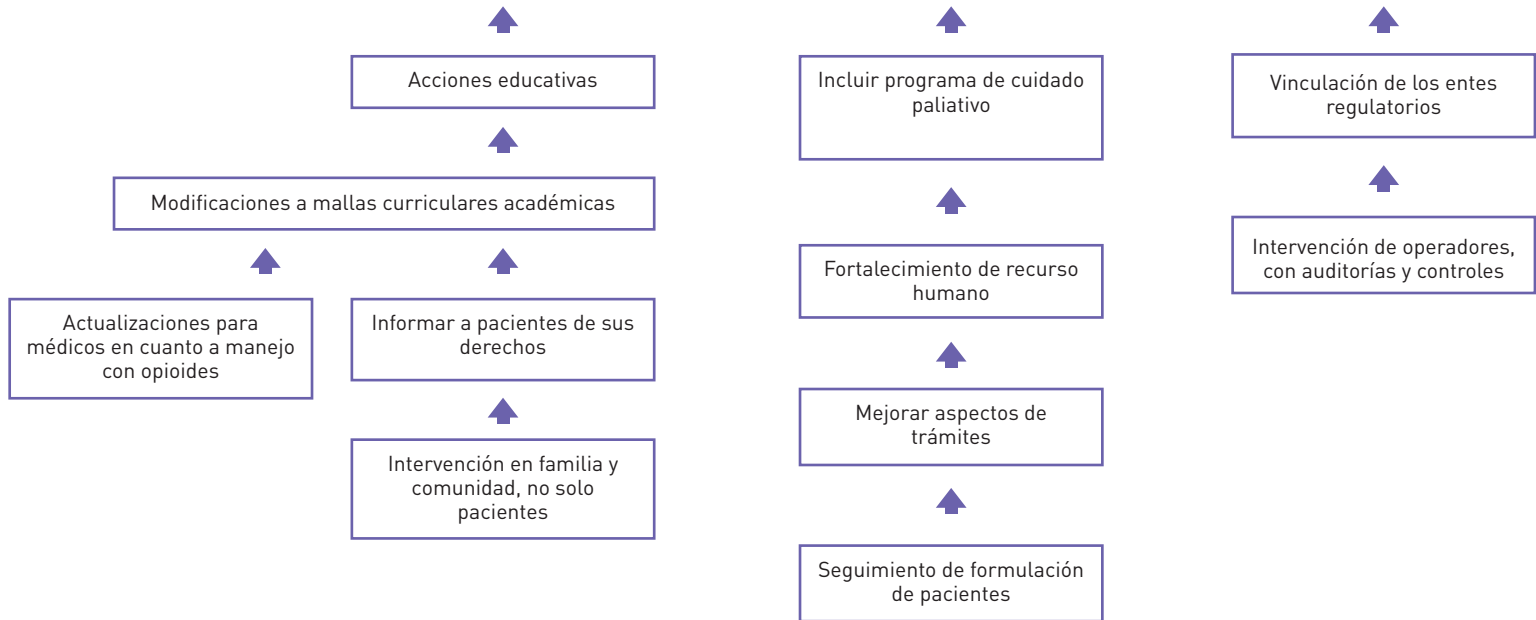 Acciones educativas
Modificaciones a mallas curriculares académicas
Actualizaciones para
médicos en cuanto a manejo
con opioides
Informar a pacientes de sus
derechos
Intervención en familia y
comunidad, no solo
pacientes
Incluir programa de cuidado
paliativo
Fortalecimiento de recurso
humano
Mejorar aspectos de
trámites
Seguimiento de formulación
de pacientes
Vinculación de los entes
regulatorios
Intervención de operadores,
con auditorías y controles